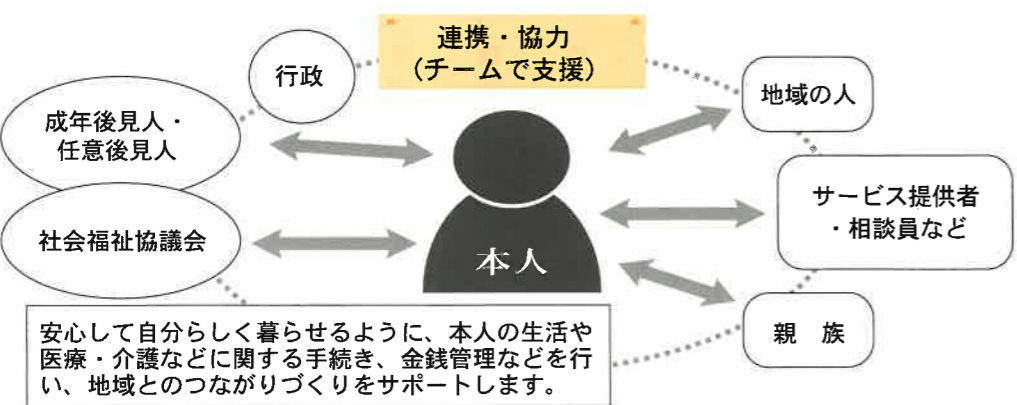 連携・協力
（チームで支援）
行政
成年後見人・
任意後見人
社会福祉協議会
本人
地域の人
サービス提供者
・相談員など
親　族
安心して自分らしく暮らせるように、本人の生活や
医療・介護などに関する手続き、金銭管理などを行
い、地域とのつながりづくりをサポートします。